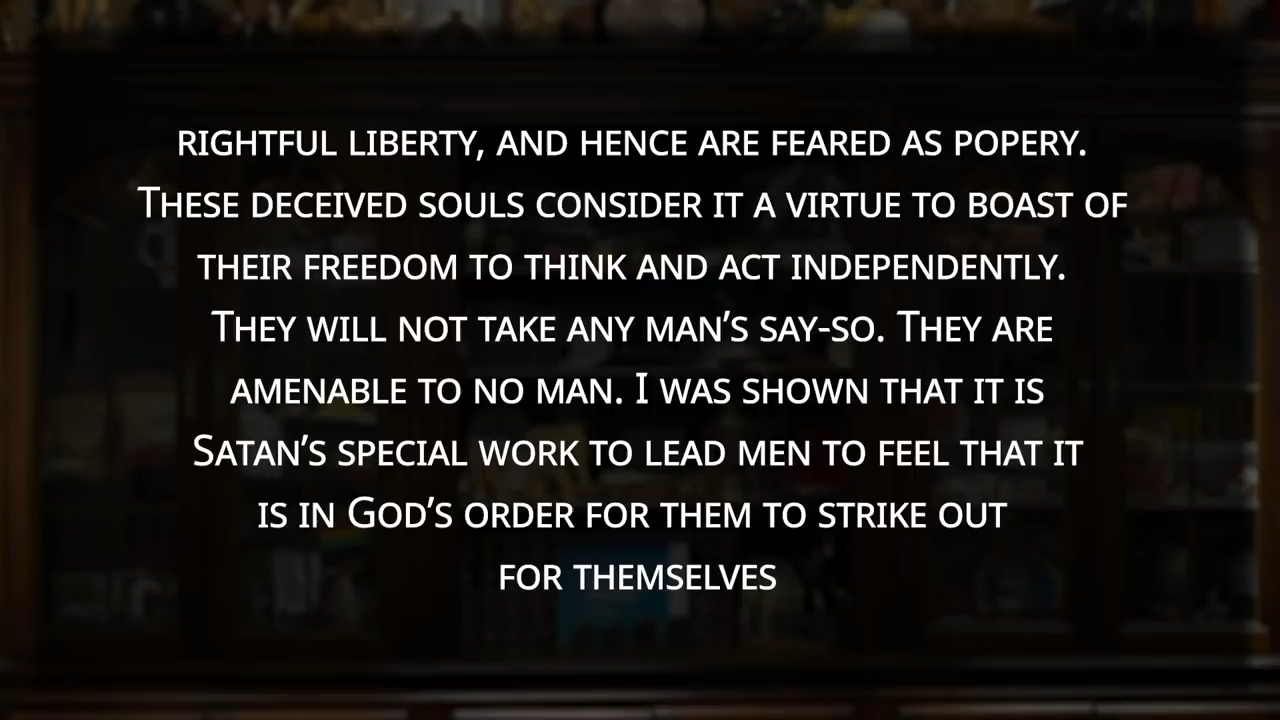 RIGHTFUL LIBERTY, AND HENCE ARE FEARED AS POPERY.
THESE DECEIVED SOULS CONSIDER IT A VIRTUE TO BOAST OF
THEIR FREEDOM TO THINK AND ACT INDEPENDENTLY.
THEY WILL NOT TAKE ANY MAN’S SAY-SO. THEY ARE
AMENABLE TO NO MAN. I WAS SHOWN THAT IT IS
SATAN’S SPECIAL WORK TO LEAD MEN TO FEEL THAT IT
IS IN GOD’S ORDER FOR THEM TO STRIKE OUT
FOR THEMSELVES